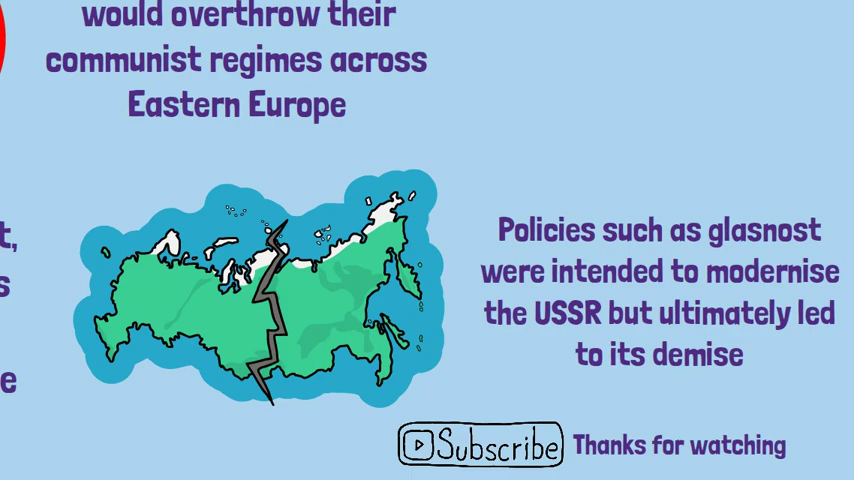 would overthrow their
communist regimes across
Eastern Europe
t,
s
e
Policies such as glasnost
were intended to modernise
the USSR but ultimately led
to its demise
Subscribe
Thanks for watching